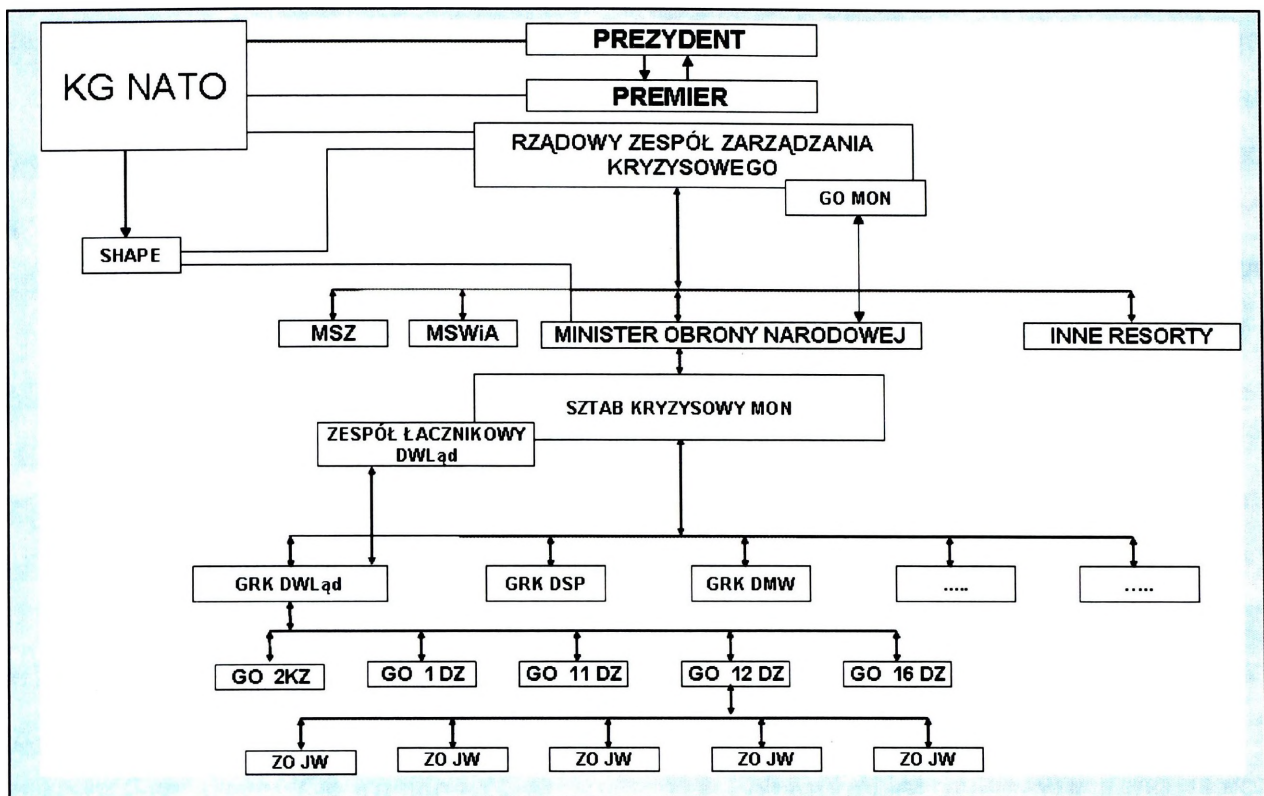 KG NATO
PREZYDENT
PREMIER
RZĄDOWY ZESPÓŁ ZARZĄDZANIA
KRYZYSOWEGO
GO MON
SHAPE
MSZ
MSWiA
MINISTER OBRONY NARODOWEJ
INNE RESORTY
SZTAB KRYZYSOWY MON
ZESPÓŁ ŁACZNIKOWY
DWLąd
GRK DWLąd
GRK DSP
GRK DMW
.....
.....
GO 2KZ
GO 1 DZ
GO 11 DZ
GO 12 DZ
GO 16 DZ
ZO JW
ZO JW
ZO JW
ZO JW
ZO JW